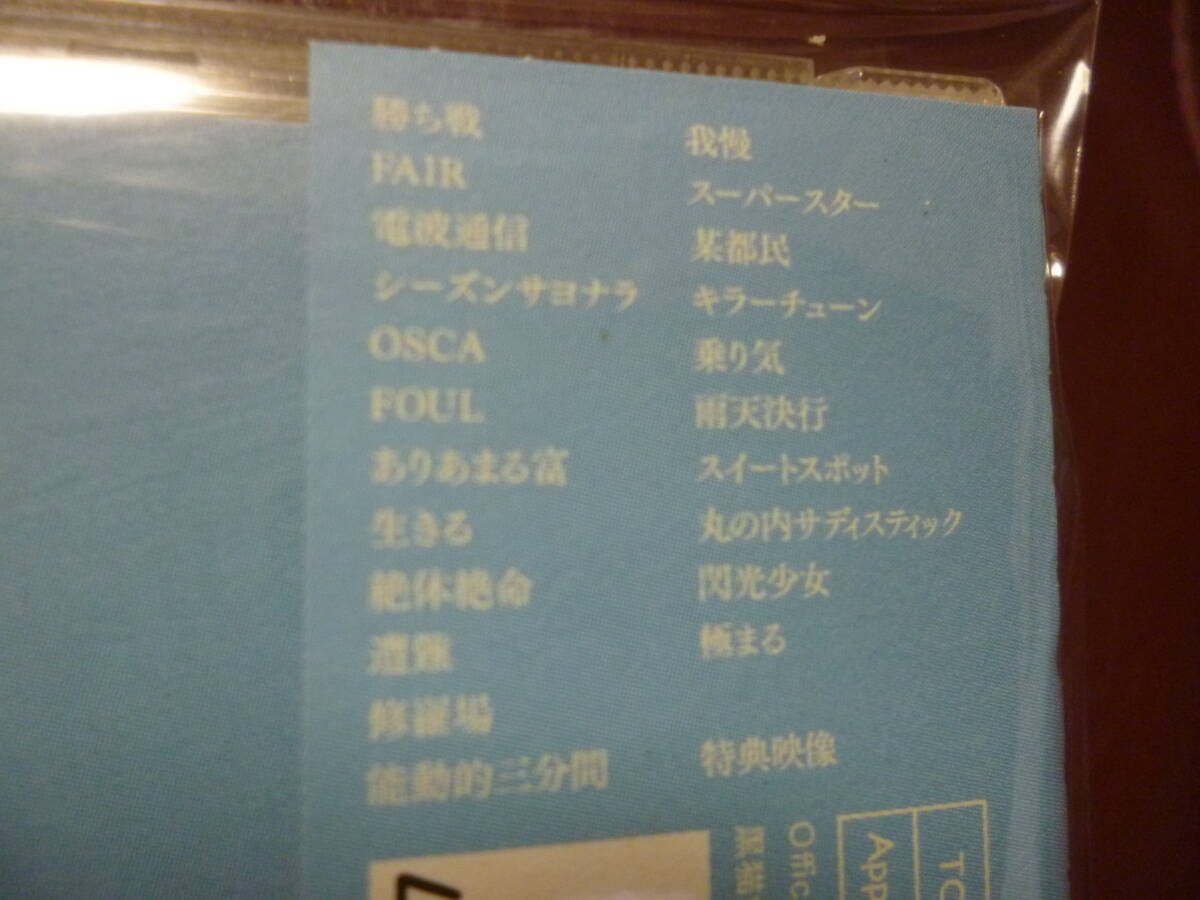 勝ち戦
FAIR
電波通信
シーズンサヨナラ
OSCA
FOUL
ありあまる富
生きる
絶体絶命
遭難
修羅場
能動的三分間
我慢
スーパースター
某都民
キラーチューン
乗り気
雨天決行
スイートスポット
丸の内サディスティック
閃光少女
極まる
特典映像
TO
App
Offic
黒猫